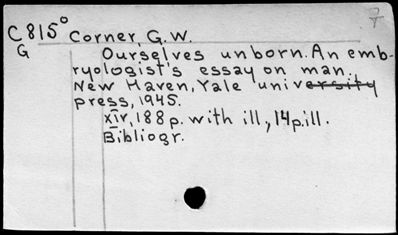 C815° Corner, G.W.
G Ourselves unborn. An emb-
ryologist's essay on man.
New Haven, Yale university
press, 1945.
xiv, 188 p. with ill., 14 p. ill.
Bibliogr.